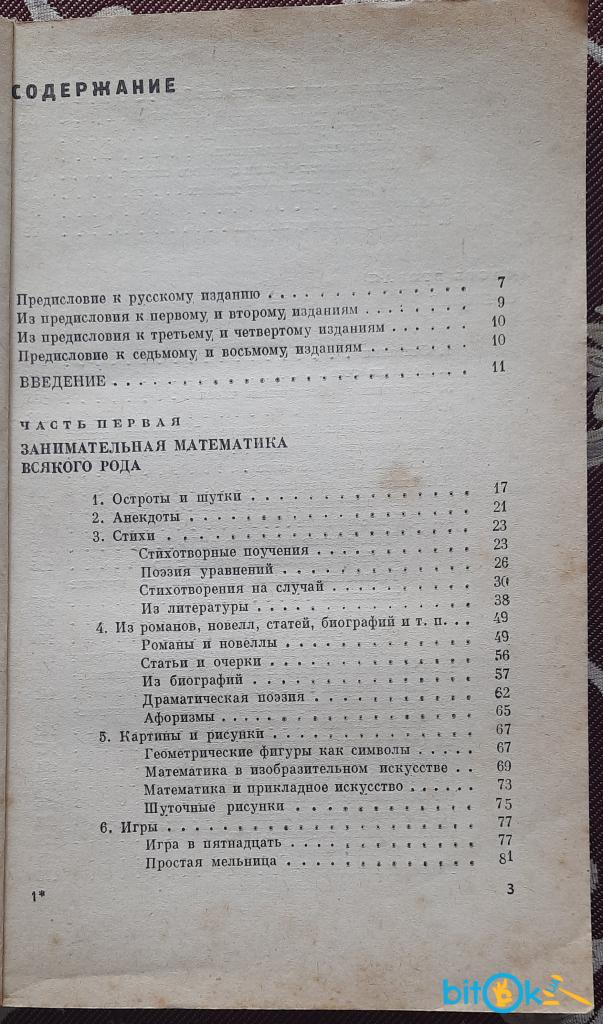 СОДЕРЖАНИЕ
Предисловие к русскому изданию . . . . . . . . . . . . . 7
Из предисловия к первому и второму изданиям . . . . . . 9
Из предисловия к третьему и четвертому изданиям . . . . . . 10
Предисловие к седьмому и восьмому изданиям . . . . . . 10
ВВЕДЕНИЕ . . . . . . . . . . . . . . . . . . . . . . . 11
ЧАСТЬ ПЕРВАЯ
ЗАНИМАТЕЛЬНАЯ МАТЕМАТИКА
ВСЯКОГО РОДА
1. Остроты и шутки . . . . . . . . . . . . . 17
2. Анекдоты . . . . . . . . . . . . . . . . 21
3. Стихи . . . . . . . . . . . . . . . . . 23
Стихотворные поучения . . . . . . . . . . 23
Поэзия уравнений . . . . . . . . . . . . 26
Стихотворения на случай . . . . . . . . . 30
Из литературы . . . . . . . . . . . . . 38
4. Из романов, новелл, статей, биографий и т. п. . . . 49
Романы и новеллы . . . . . . . . . . . . 49
Статьи и очерки . . . . . . . . . . . . 56
Из биографий . . . . . . . . . . . . . 57
Драматическая поэзия . . . . . . . . . . 62
Афоризмы . . . . . . . . . . . . . . . 65
5. Картины и рисунки . . . . . . . . . . . . 67
Геометрические фигуры как символы . . . . . 67
Математика в изобразительном искусстве . . 69
Математика и прикладное искусство . . . . . . 73
Шуточные рисунки . . . . . . . . . . . 75
6. Игры . . . . . . . . . . . . . . . . . 77
Игра в пятнадцать . . . . . . . . . . . 77
Простая мельница . . . . . . . . . . . 81
1* 3
bitok